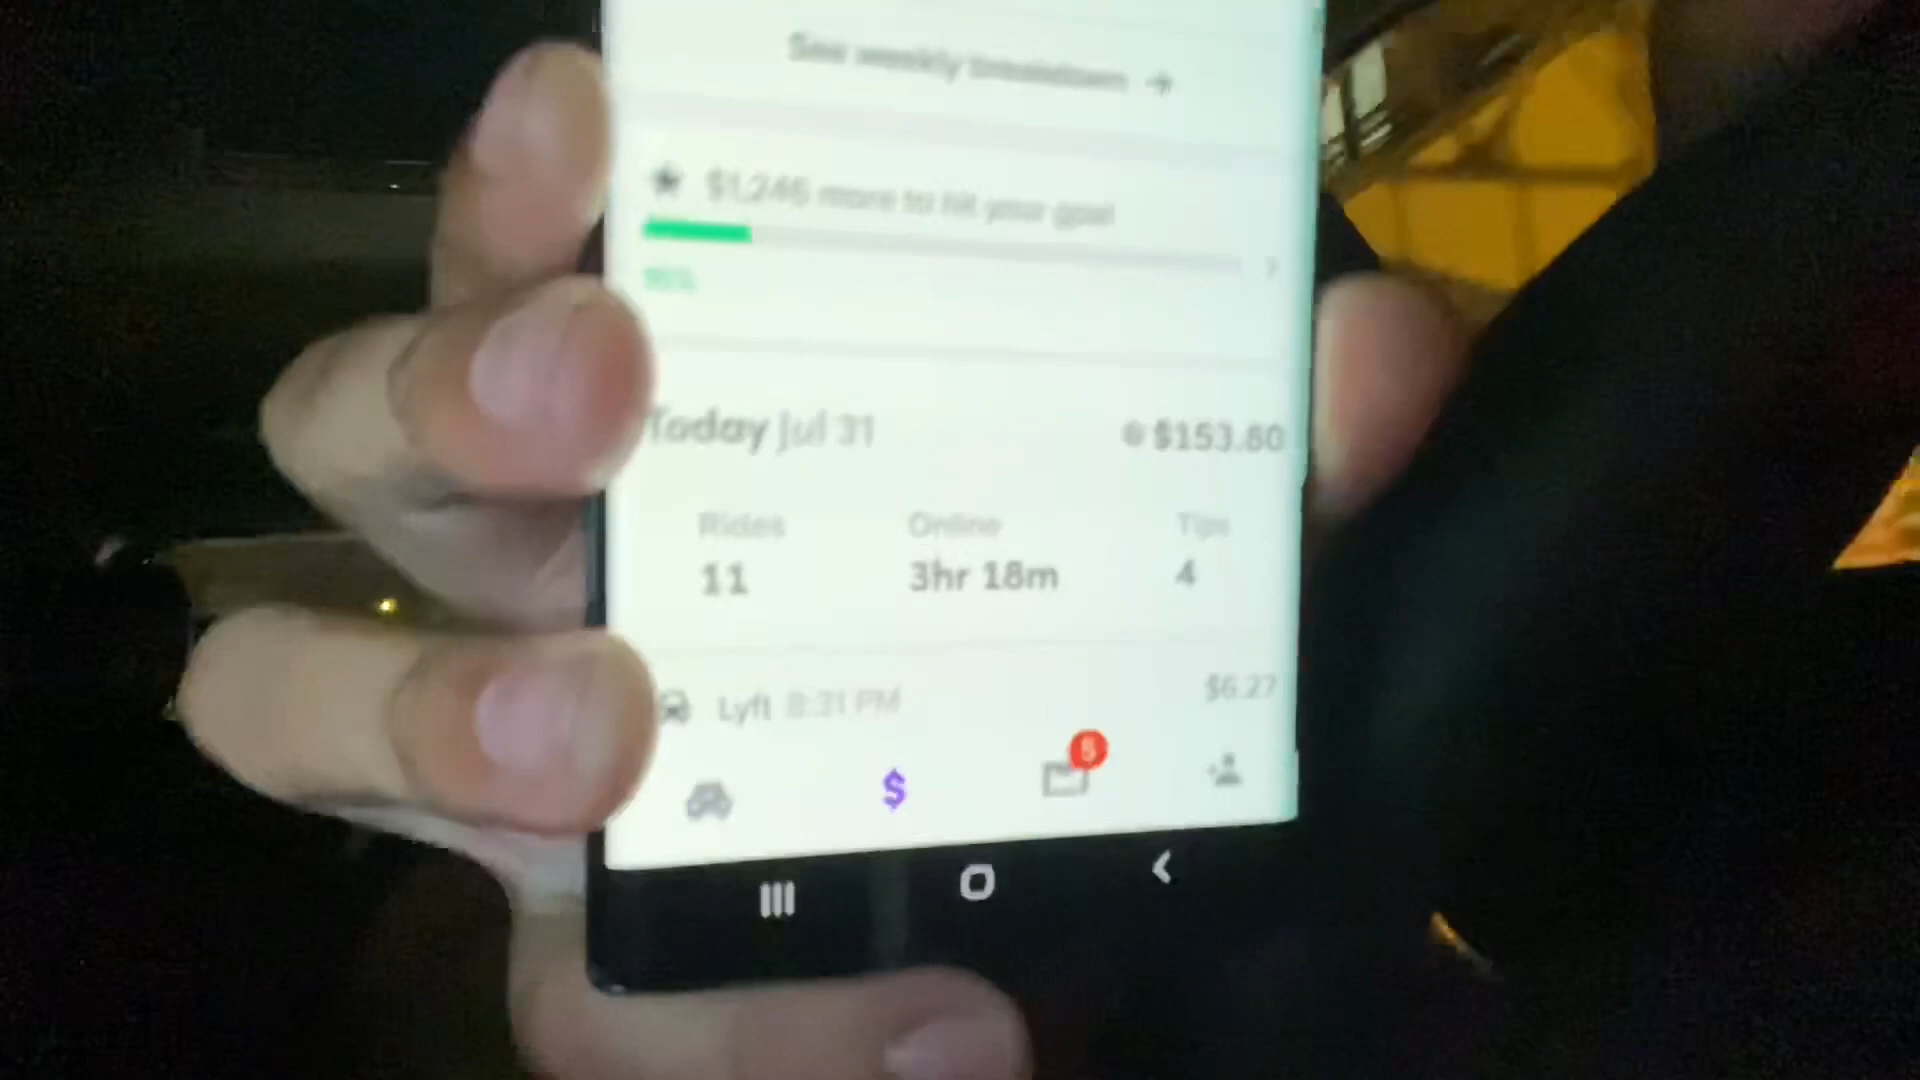 See weekly breakdown →
$1,246 more to hit your goal
Today Jul 31
$153.80
Rides Online Tips
11 3hr 18m 4
Lyft 8:31 PM $6.27
5